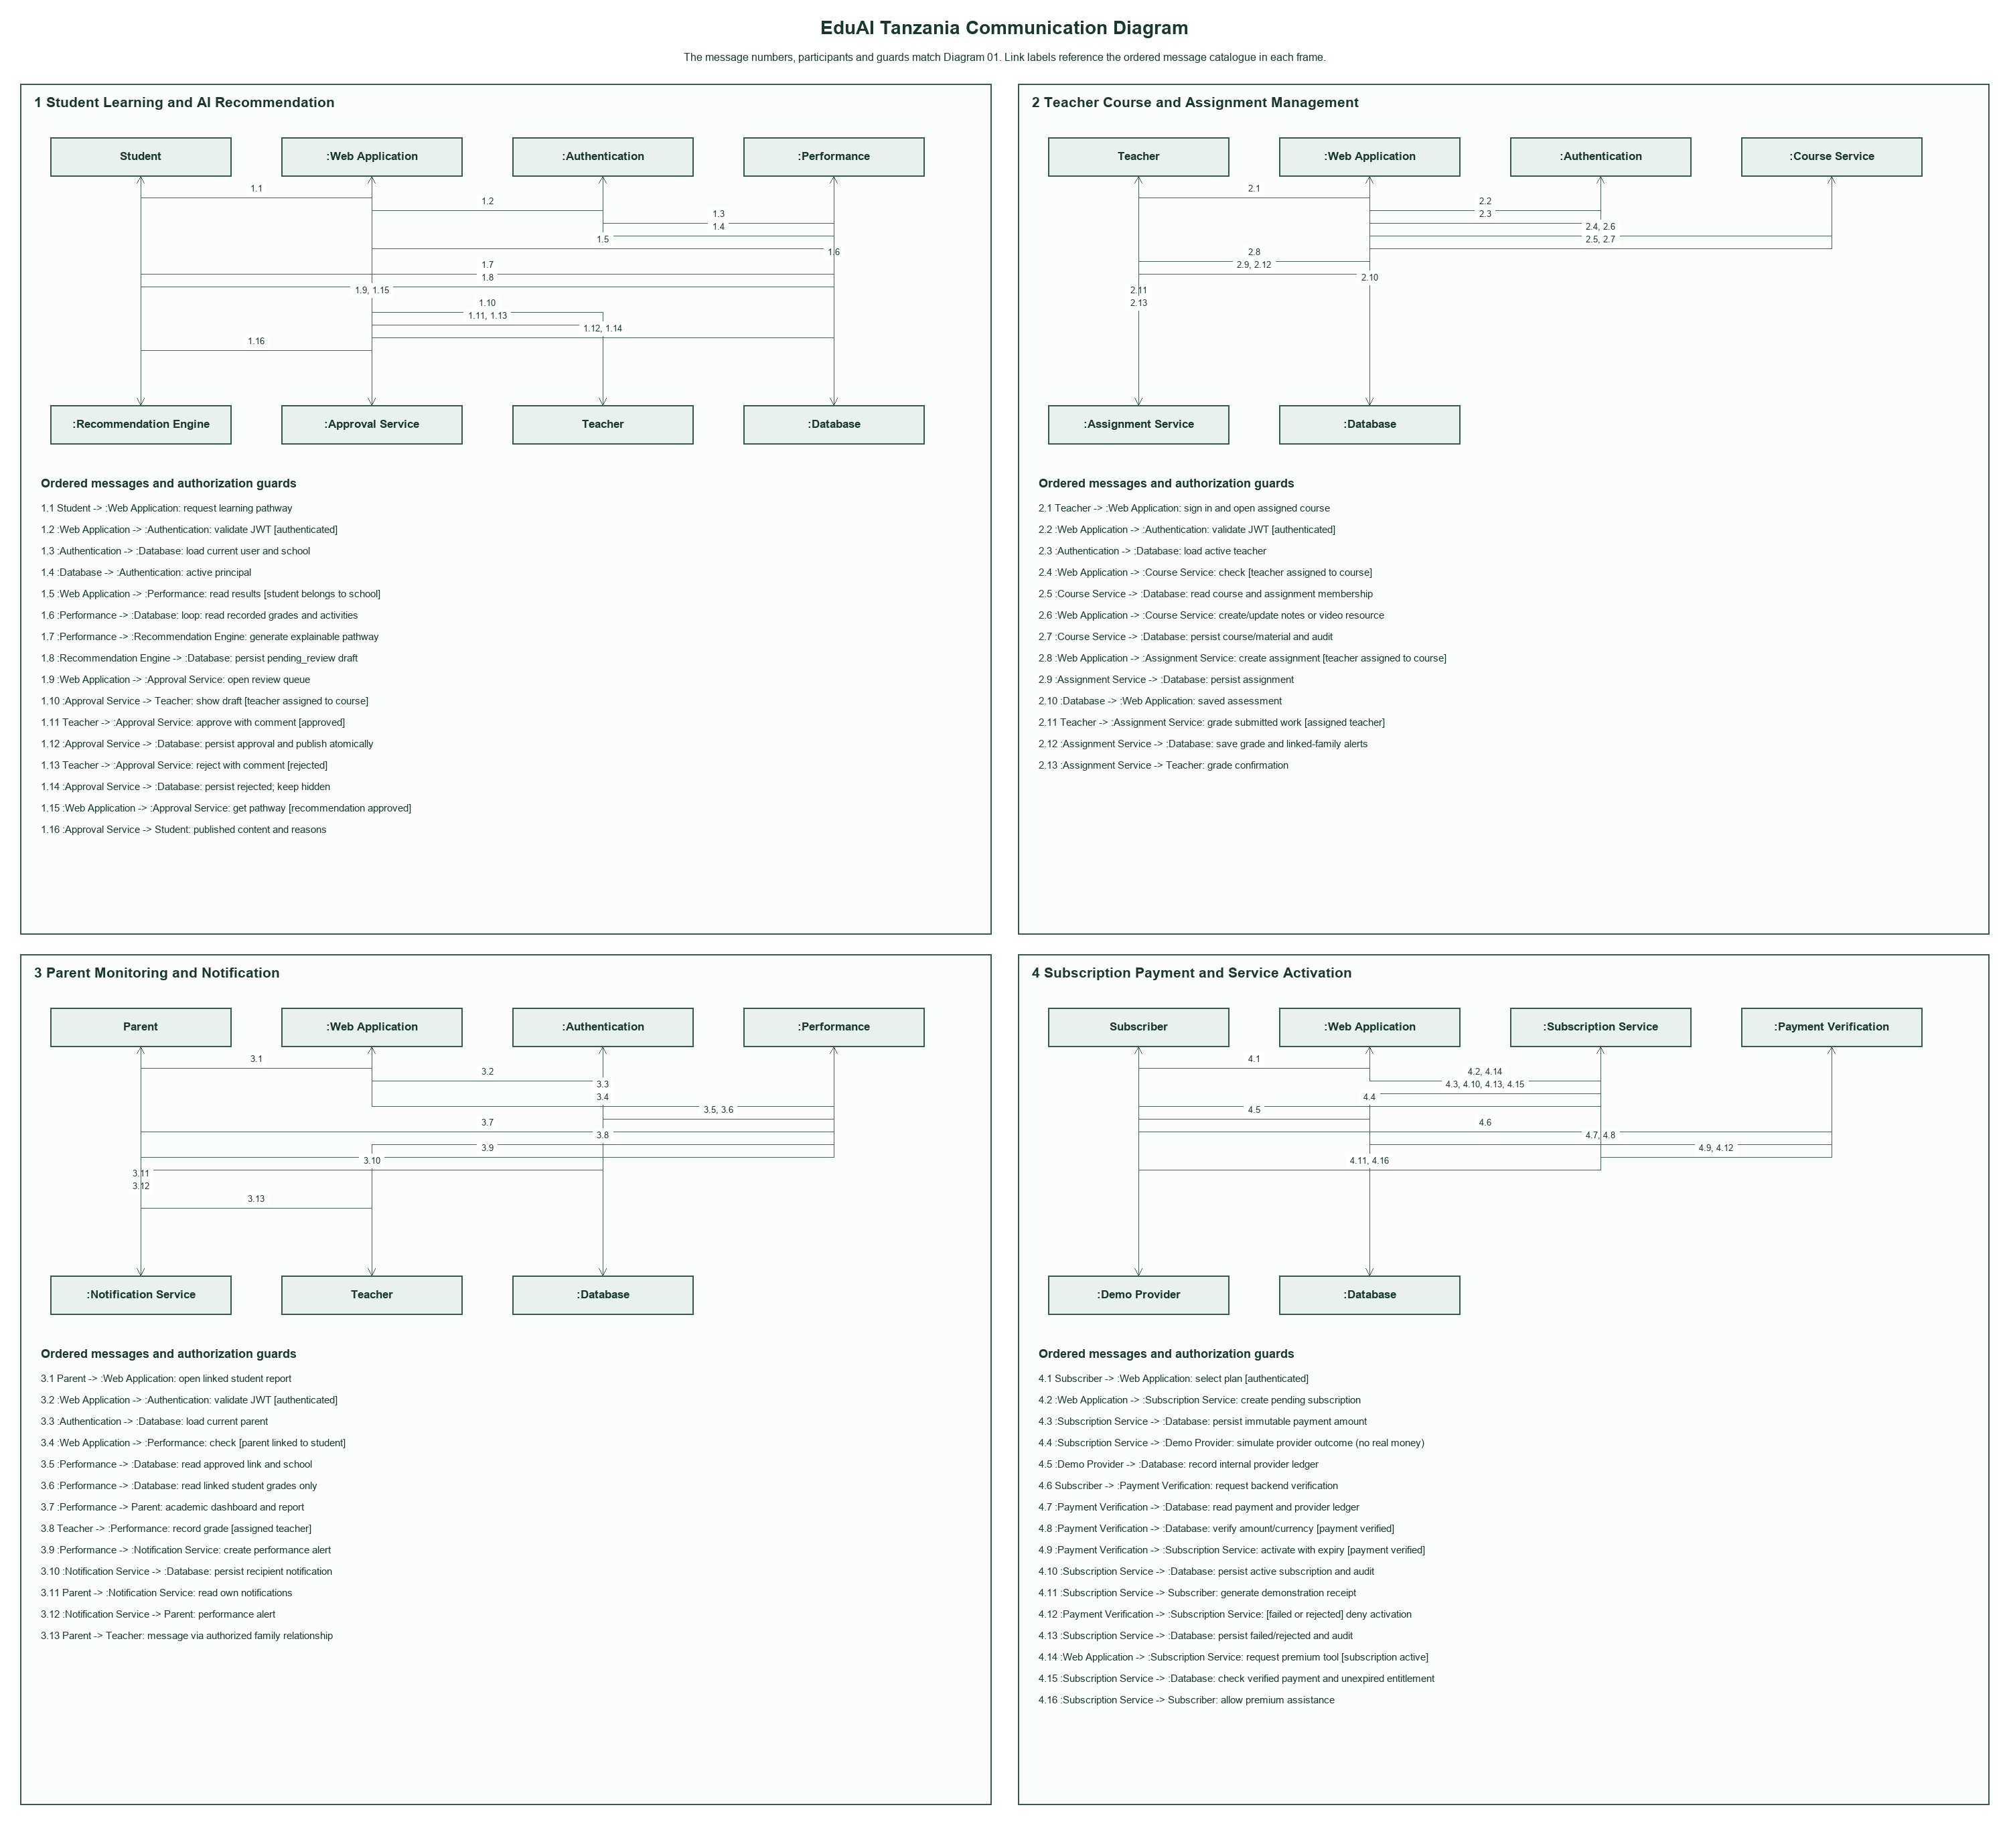 EduAI Tanzania Communication Diagram
The message numbers, participants and guards match Diagram 01. Link labels reference the ordered message catalogue in each frame.
1 Student Learning and AI Recommendation
Student
:Web Application
:Authentication
:Performance
1.1
1.2
1.3
1.4
1.5
1.6
1.7
1.8
1.9, 1.15
1.10
1.11, 1.13
1.12, 1.14
1.16
:Recommendation Engine
:Approval Service
Teacher
:Database
Ordered messages and authorization guards
1.1 Student -> :Web Application: request learning pathway
1.2 :Web Application -> :Authentication: validate JWT [authenticated]
1.3 :Authentication -> :Database: load current user and school
1.4 :Database -> :Authentication: active principal
1.5 :Web Application -> :Performance: read results [student belongs to school]
1.6 :Performance -> :Database: loop: read recorded grades and activities
1.7 :Performance -> :Recommendation Engine: generate explainable pathway
1.8 :Recommendation Engine -> :Database: persist pending_review draft
1.9 :Web Application -> :Approval Service: open review queue
1.10 :Approval Service -> Teacher: show draft [teacher assigned to course]
1.11 Teacher -> :Approval Service: approve with comment [approved]
1.12 :Approval Service -> :Database: persist approval and publish atomically
1.13 Teacher -> :Approval Service: reject with comment [rejected]
1.14 :Approval Service -> :Database: persist rejected; keep hidden
1.15 :Web Application -> :Approval Service: get pathway [recommendation approved]
1.16 :Approval Service -> Student: published content and reasons
2 Teacher Course and Assignment Management
Teacher
:Web Application
:Authentication
:Course Service
2.1
2.2
2.3
2.4, 2.6
2.5, 2.7
2.8
2.9, 2.12
2.10
2.11
2.13
:Assignment Service
:Database
Ordered messages and authorization guards
2.1 Teacher -> :Web Application: sign in and open assigned course
2.2 :Web Application -> :Authentication: validate JWT [authenticated]
2.3 :Authentication -> :Database: load active teacher
2.4 :Web Application -> :Course Service: check [teacher assigned to course]
2.5 :Course Service -> :Database: read course and assignment membership
2.6 :Web Application -> :Course Service: create/update notes or video resource
2.7 :Course Service -> :Database: persist course/material and audit
2.8 :Web Application -> :Assignment Service: create assignment [teacher assigned to course]
2.9 :Assignment Service -> :Database: persist assignment
2.10 :Database -> :Web Application: saved assessment
2.11 Teacher -> :Assignment Service: grade submitted work [assigned teacher]
2.12 :Assignment Service -> :Database: save grade and linked-family alerts
2.13 :Assignment Service -> Teacher: grade confirmation
3 Parent Monitoring and Notification
Parent
:Web Application
:Authentication
:Performance
3.1
3.2
3.3
3.4
3.5, 3.6
3.7
3.8
3.9
3.10
3.11
3.12
3.13
:Notification Service
Teacher
:Database
Ordered messages and authorization guards
3.1 Parent -> :Web Application: open linked student report
3.2 :Web Application -> :Authentication: validate JWT [authenticated]
3.3 :Authentication -> :Database: load current parent
3.4 :Web Application -> :Performance: check [parent linked to student]
3.5 :Performance -> :Database: read approved link and school
3.6 :Performance -> :Database: read linked student grades only
3.7 :Performance -> Parent: academic dashboard and report
3.8 Teacher -> :Performance: record grade [assigned teacher]
3.9 :Performance -> :Notification Service: create performance alert
3.10 :Notification Service -> :Database: persist recipient notification
3.11 Parent -> :Notification Service: read own notifications
3.12 :Notification Service -> Parent: performance alert
3.13 Parent -> Teacher: message via authorized family relationship
4 Subscription Payment and Service Activation
Subscriber
:Web Application
:Subscription Service
:Payment Verification
4.1
4.2, 4.14
4.3, 4.10, 4.13, 4.15
4.4
4.5
4.6
4.7, 4.8
4.9, 4.12
4.11, 4.16
:Demo Provider
:Database
Ordered messages and authorization guards
4.1 Subscriber -> :Web Application: select plan [authenticated]
4.2 :Web Application -> :Subscription Service: create pending subscription
4.3 :Subscription Service -> :Database: persist immutable payment amount
4.4 :Subscription Service -> :Demo Provider: simulate provider outcome (no real money)
4.5 :Demo Provider -> :Database: record internal provider ledger
4.6 Subscriber -> :Payment Verification: request backend verification
4.7 :Payment Verification -> :Database: read payment and provider ledger
4.8 :Payment Verification -> :Database: verify amount/currency [payment verified]
4.9 :Payment Verification -> :Subscription Service: activate with expiry [payment verified]
4.10 :Subscription Service -> :Database: persist active subscription and audit
4.11 :Subscription Service -> Subscriber: generate demonstration receipt
4.12 :Payment Verification -> :Subscription Service: [failed or rejected] deny activation
4.13 :Subscription Service -> :Database: persist failed/rejected and audit
4.14 :Web Application -> :Subscription Service: request premium tool [subscription active]
4.15 :Subscription Service -> :Database: check verified payment and unexpired entitlement
4.16 :Subscription Service -> Subscriber: allow premium assistance